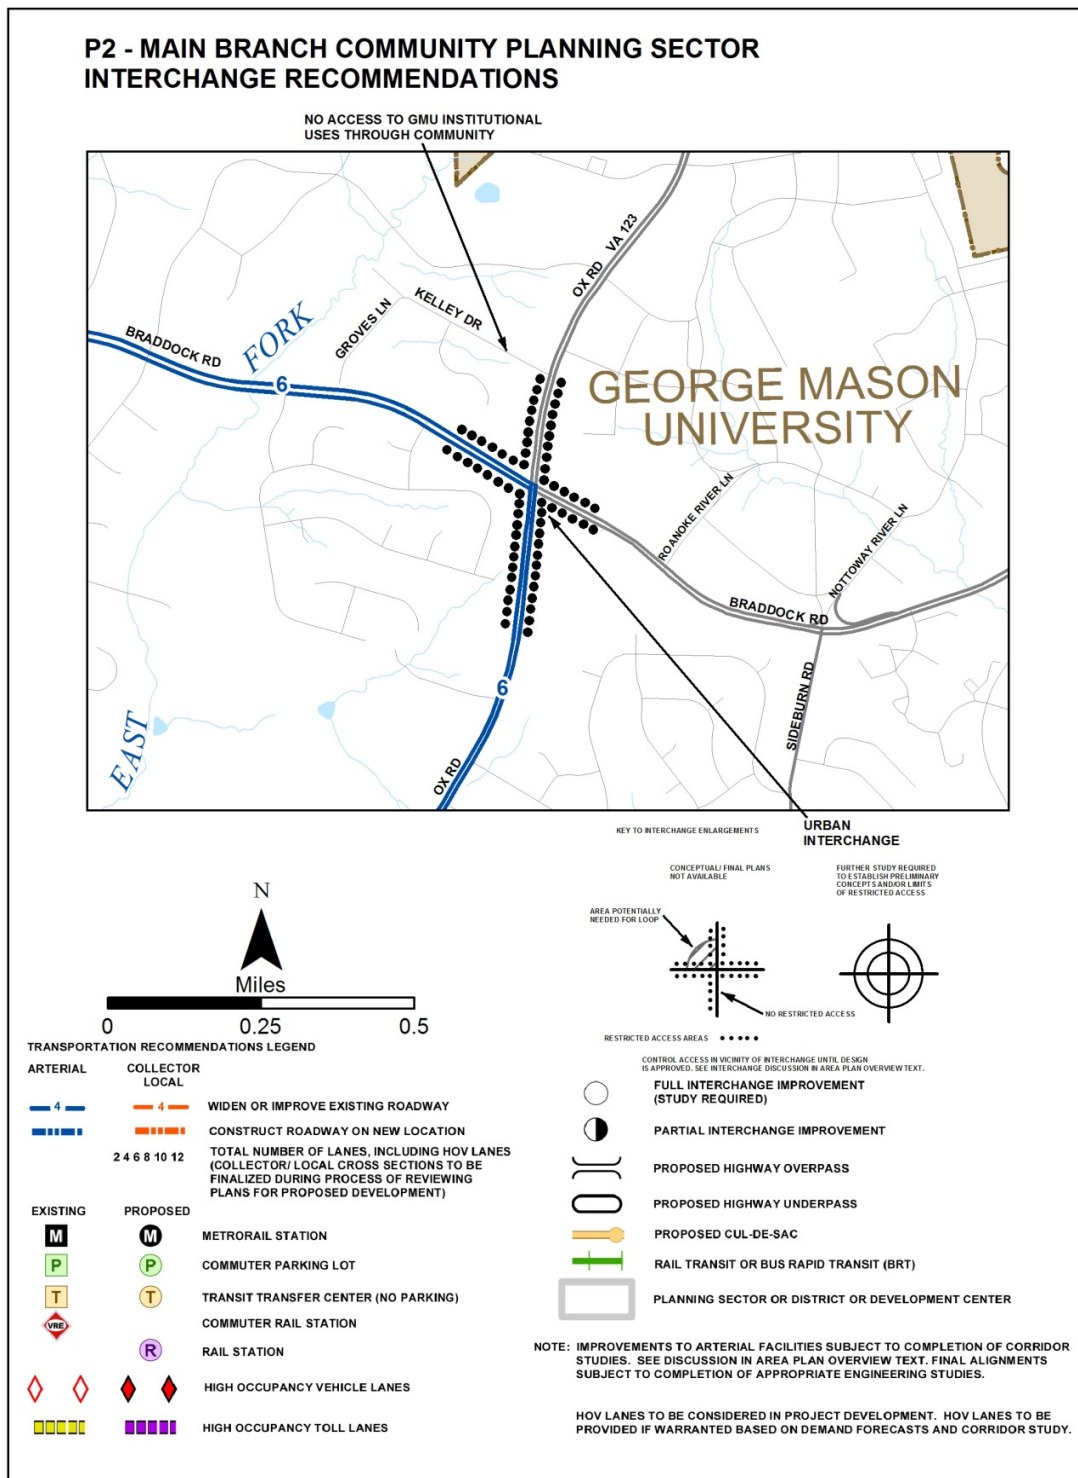 P2 - MAIN BRANCH COMMUNITY PLANNING SECTOR
INTERCHANGE RECOMMENDATIONS
NO ACCESS TO GMU INSTITUTIONAL
USES THROUGH COMMUNITY
OX RD VA 123
KELLEY DR
GROVES LN
BRADDOCK RD
FORK
6
GEORGE MASON
UNIVERSITY
ROANOKE RIVER LN
NOTTOWAY RIVER LN
BRADDOCK RD
SIDEBURN RD
6
EAST
OX RD
URBAN
INTERCHANGE
KEY TO INTERCHANGE ENLARGEMENTS
CONCEPTUAL/ FINAL PLANS
NOT AVAILABLE
FURTHER STUDY REQUIRED
TO ESTABLISH PRELIMINARY
CONCEPTS AND/OR LIMITS
OF RESTRICTED ACCESS
AREA POTENTIALLY
NEEDED FOR LOOP
NO RESTRICTED ACCESS
RESTRICTED ACCESS AREAS
CONTROL ACCESS IN VICINITY OF INTERCHANGE UNTIL DESIGN
IS APPROVED. SEE INTERCHANGE DISCUSSION IN AREA PLAN OVERVIEW TEXT.
N
Miles
0 0.25 0.5
TRANSPORTATION RECOMMENDATIONS LEGEND
ARTERIAL COLLECTOR
LOCAL
4 4 WIDEN OR IMPROVE EXISTING ROADWAY
CONSTRUCT ROADWAY ON NEW LOCATION
2 4 6 8 10 12 TOTAL NUMBER OF LANES, INCLUDING HOV LANES
(COLLECTOR/ LOCAL CROSS SECTIONS TO BE
FINALIZED DURING PROCESS OF REVIEWING
PLANS FOR PROPOSED DEVELOPMENT)
EXISTING PROPOSED
M M METRORAIL STATION
P P COMMUTER PARKING LOT
T T TRANSIT TRANSFER CENTER (NO PARKING)
VRE COMMUTER RAIL STATION
R RAIL STATION
HIGH OCCUPANCY VEHICLE LANES
HIGH OCCUPANCY TOLL LANES
FULL INTERCHANGE IMPROVEMENT
(STUDY REQUIRED)
PARTIAL INTERCHANGE IMPROVEMENT
PROPOSED HIGHWAY OVERPASS
PROPOSED HIGHWAY UNDERPASS
PROPOSED CUL-DE-SAC
RAIL TRANSIT OR BUS RAPID TRANSIT (BRT)
PLANNING SECTOR OR DISTRICT OR DEVELOPMENT CENTER
NOTE: IMPROVEMENTS TO ARTERIAL FACILITIES SUBJECT TO COMPLETION OF CORRIDOR
STUDIES. SEE DISCUSSION IN AREA PLAN OVERVIEW TEXT. FINAL ALIGNMENTS
SUBJECT TO COMPLETION OF APPROPRIATE ENGINEERING STUDIES.
HOV LANES TO BE CONSIDERED IN PROJECT DEVELOPMENT. HOV LANES TO BE
PROVIDED IF WARRANTED BASED ON DEMAND FORECASTS AND CORRIDOR STUDY.